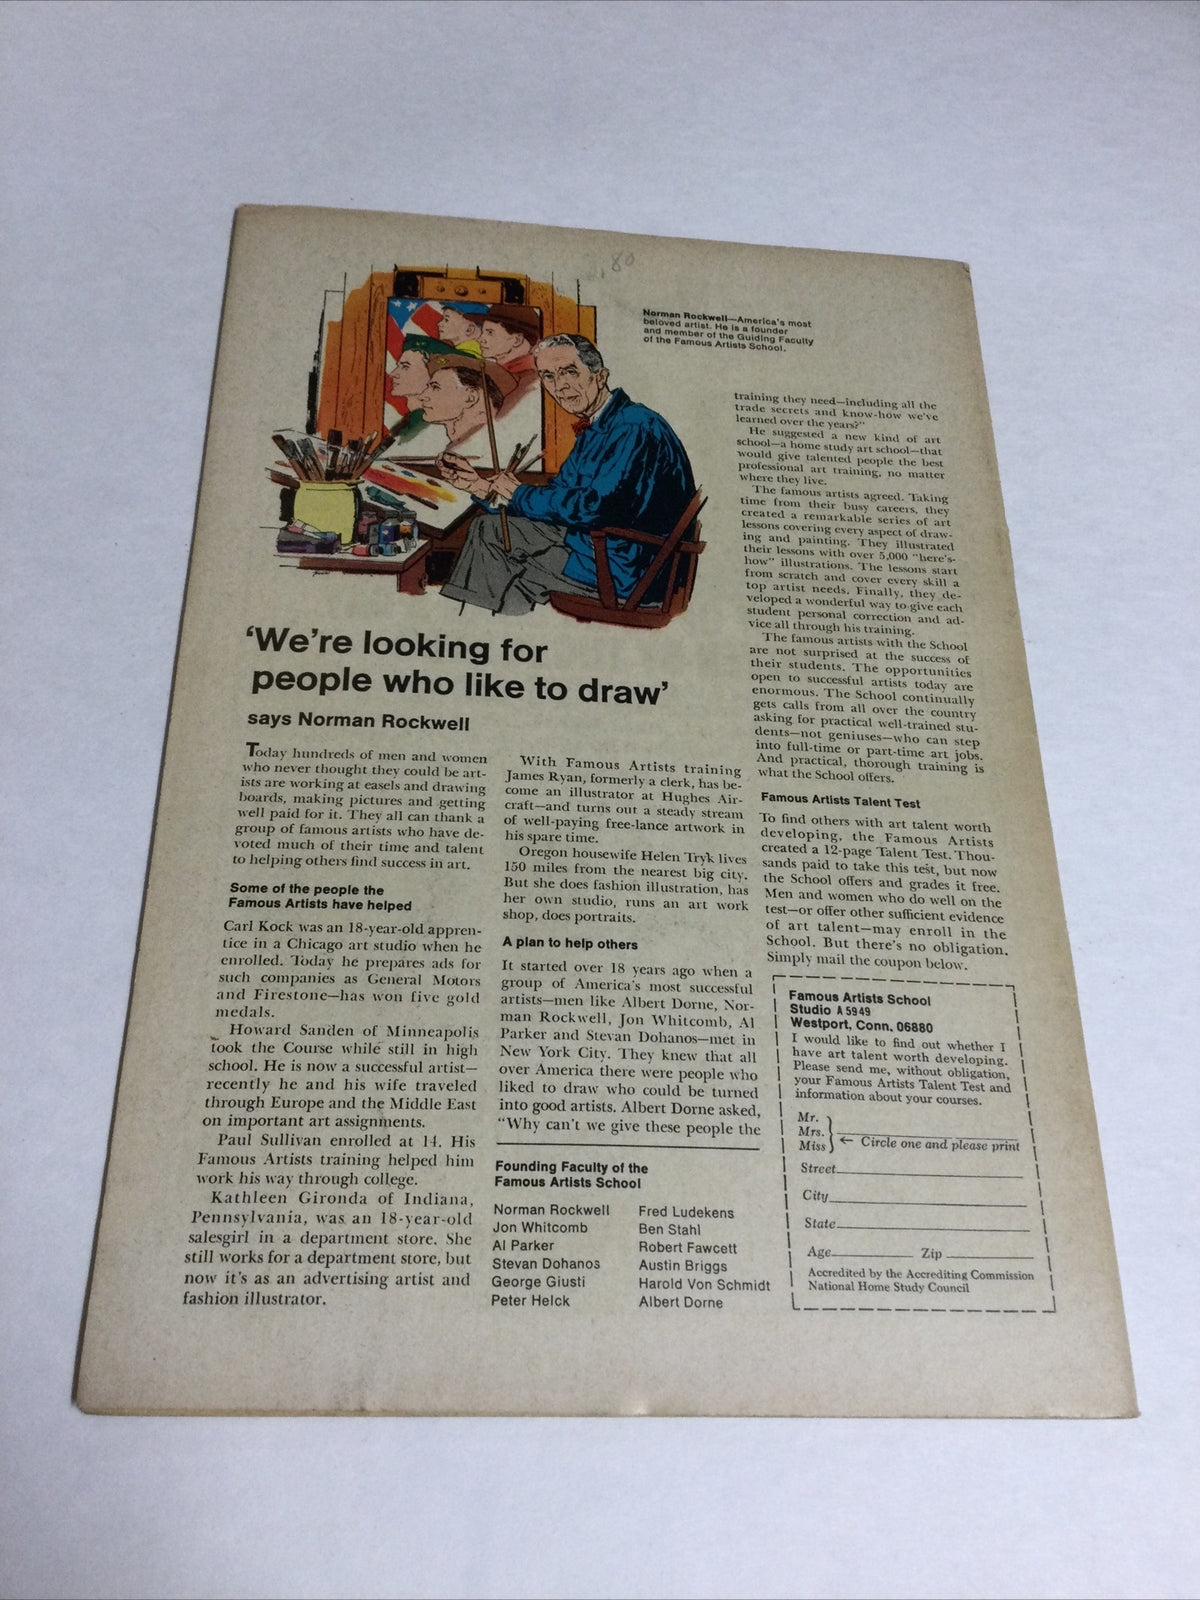 .80
Norman Rockwell—America's most
beloved artist. He is a founder
and member of the Guiding Faculty
of the Famous Artists School.
'We're looking for
people who like to draw'
says Norman Rockwell
Today hundreds of men and women
who never thought they could be art-
ists are working at easels and drawing
boards, making pictures and getting
well paid for it. They all can thank a
group of famous artists who have de-
voted much of their time and talent
to helping others find success in art.
Some of the people the
Famous Artists have helped
Carl Kock was an 18-year-old appren-
tice in a Chicago art studio when he
enrolled. Today he prepares ads for
such companies as General Motors
and Firestone—has won five gold
medals.
Howard Sanden of Minneapolis
took the Course while still in high
school. He is now a successful artist—
recently he and his wife traveled
through Europe and the Middle East
on important art assignments.
Paul Sullivan enrolled at 14. His
Famous Artists training helped him
work his way through college.
Kathleen Gironda of Indiana,
Pennsylvania, was an 18-year-old
salesgirl in a department store. She
still works for a department store, but
now it's as an advertising artist and
fashion illustrator.
With Famous Artists training
James Ryan, formerly a clerk, has be-
come an illustrator at Hughes Air-
craft—and turns out a steady stream
of well-paying free-lance artwork in
his spare time.
Oregon housewife Helen Tryk lives
150 miles from the nearest big city.
But she does fashion illustration, has
her own studio, runs an art work
shop, does portraits.
A plan to help others
It started over 18 years ago when a
group of America's most successful
artists—men like Albert Dorne, Nor-
man Rockwell, Jon Whitcomb, Al
Parker and Stevan Dohanos—met in
New York City. They knew that all
over America there were people who
liked to draw who could be turned
into good artists. Albert Dorne asked,
"Why can't we give these people the
training they need—including all the
trade secrets and know-how we've
learned over the years?"
He suggested a new kind of art
school—a home study art school—that
would give talented people the best
professional art training, no matter
where they live.
The famous artists agreed. Taking
time from their busy careers, they
created a remarkable series of art
lessons covering every aspect of draw-
ing and painting. They illustrated
their lessons with over 5,000 "here's-
how" illustrations. The lessons start
from scratch and cover every skill a
top artist needs. Finally, they de-
veloped a wonderful way to give each
student personal correction and ad-
vice all through his training.
The famous artists with the School
are not surprised at the success of
their students. The opportunities
open to successful artists today are
enormous. The School continually
gets calls from all over the country
asking for practical well-trained stu-
dents—not geniuses—who can step
into full-time or part-time art jobs.
And practical, thorough training is
what the School offers.
Famous Artists Talent Test
To find others with art talent worth
developing, the Famous Artists
created a 12-page Talent Test. Thou-
sands paid to take this test, but now
the School offers and grades it free.
Men and women who do well on the
test—or offer other sufficient evidence
of art talent—may enroll in the
School. But there's no obligation.
Simply mail the coupon below.
Founding Faculty of the
Famous Artists School
Norman Rockwell
Jon Whitcomb
Al Parker
Stevan Dohanos
George Giusti
Peter Helck
Fred Ludekens
Ben Stahl
Robert Fawcett
Austin Briggs
Harold Von Schmidt
Albert Dorne
Famous Artists School
Studio A5949
Westport, Conn. 06880
I would like to find out whether I
have art talent worth developing.
Please send me, without obligation,
your Famous Artists Talent Test and
information about your courses.
Mr.
Mrs.
Miss ← Circle one and please print
Street
City
State
Age Zip
Accredited by the Accrediting Commission
National Home Study Council